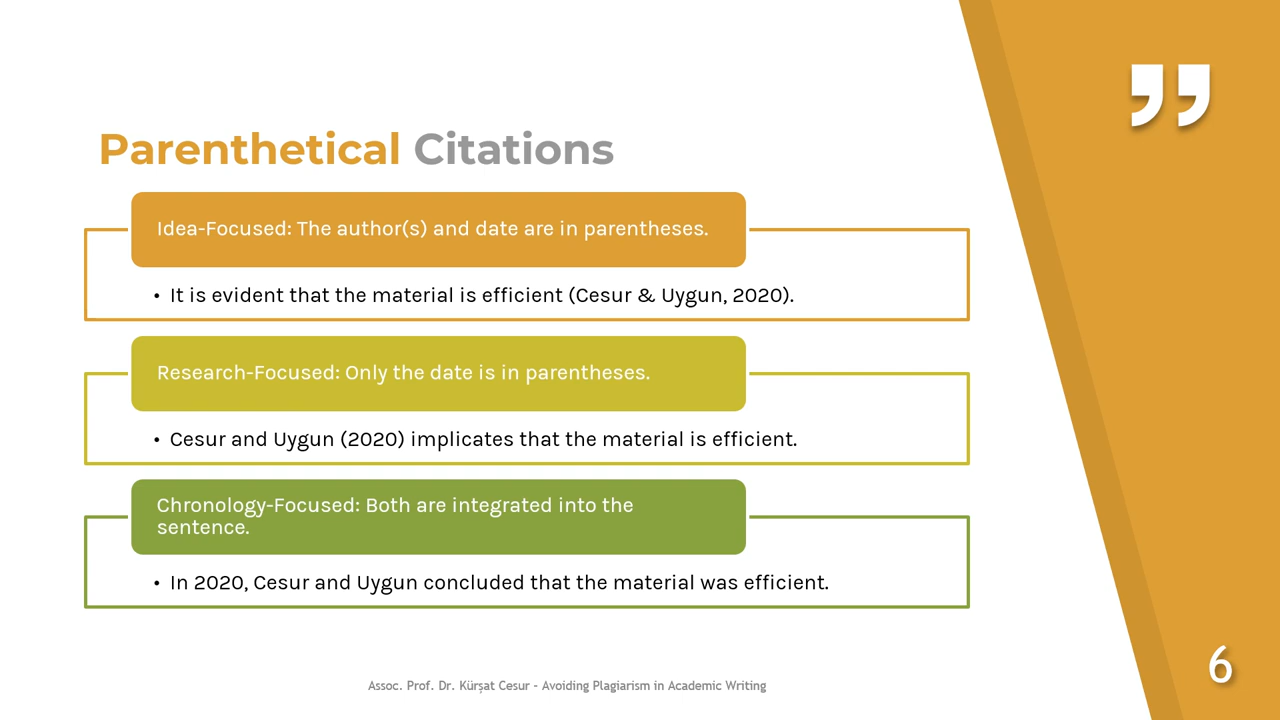 Parenthetical Citations
Idea-Focused: The author(s) and date are in parentheses.
• It is evident that the material is efficient (Cesur & Uygun, 2020).
Research-Focused: Only the date is in parentheses.
• Cesur and Uygun (2020) implicates that the material is efficient.
Chronology-Focused: Both are integrated into the
sentence.
• In 2020, Cesur and Uygun concluded that the material was efficient.
Assoc. Prof. Dr. Kürşat Cesur - Avoiding Plagiarism in Academic Writing
6